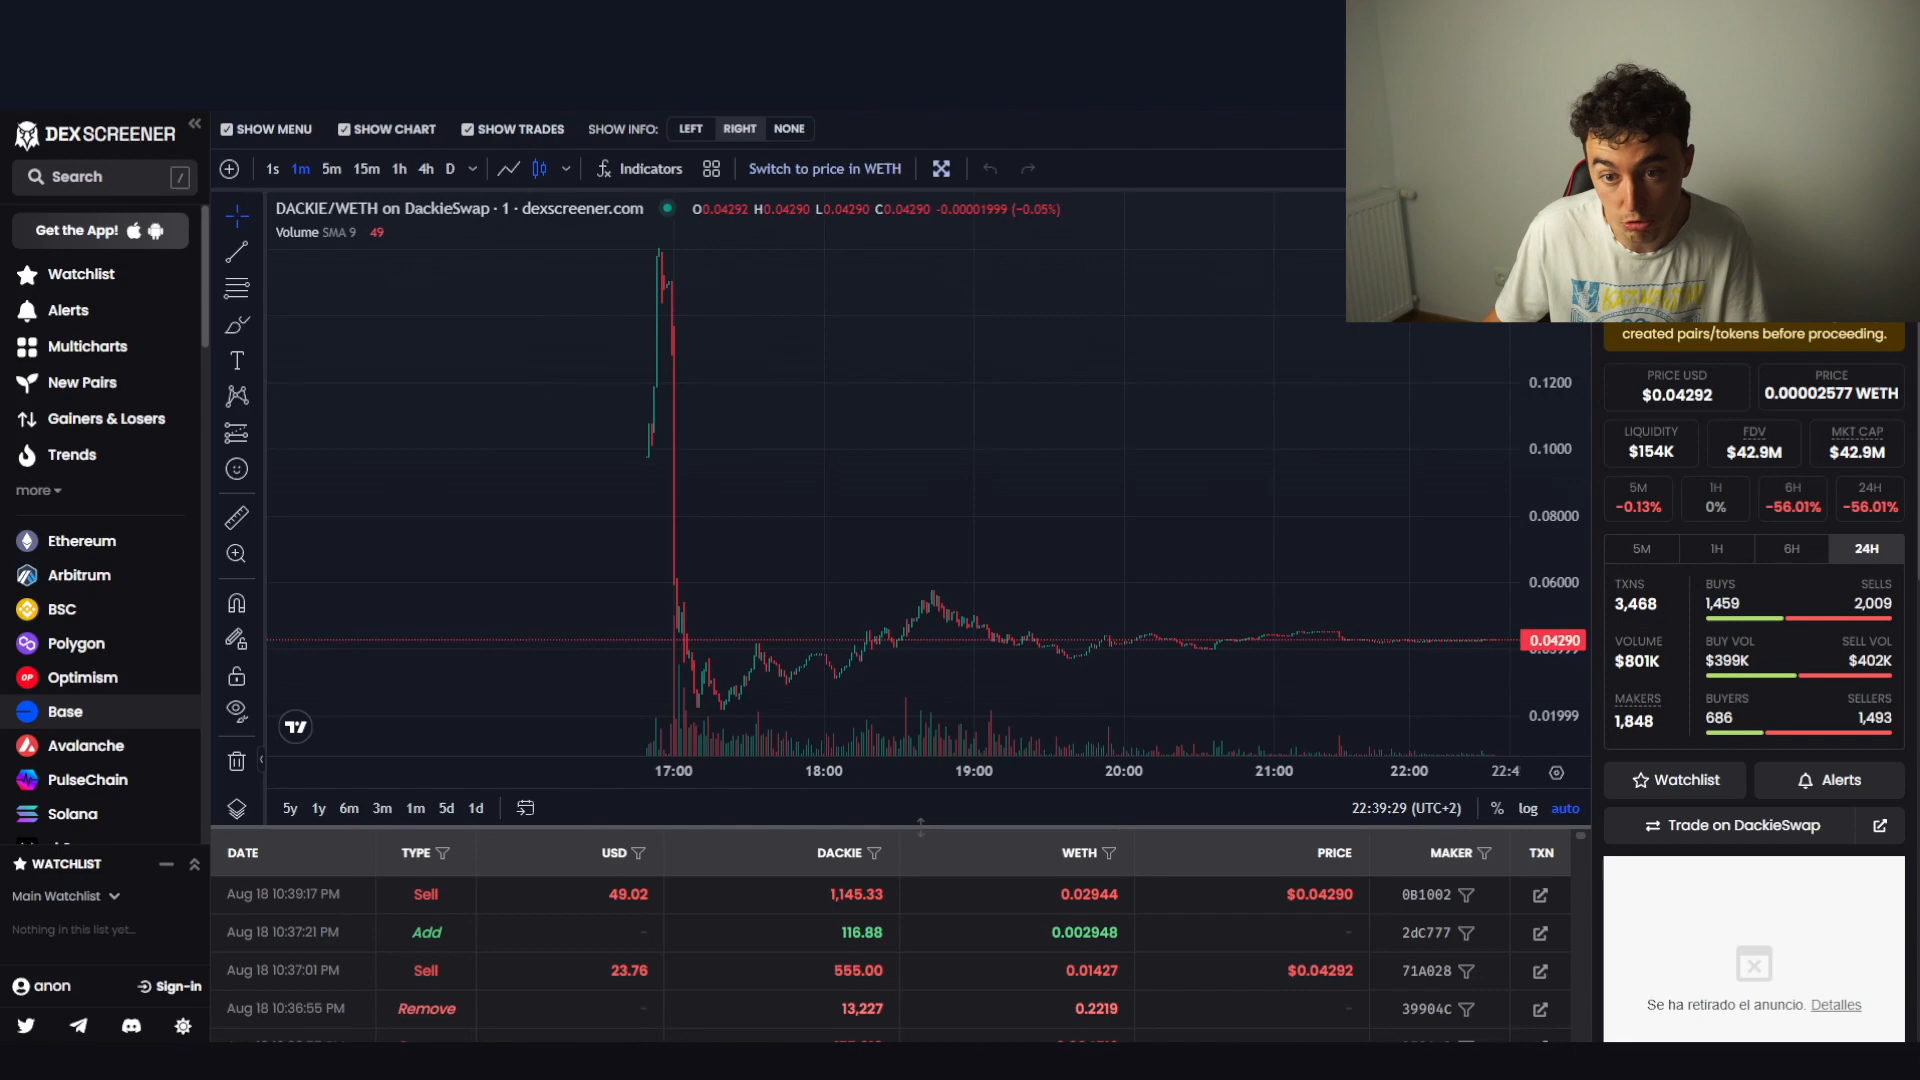 DEX SCREENER
Search
/
Get the App!
Watchlist
Alerts
Multicharts
New Pairs
Gainers & Losers
Trends
more
Ethereum
Arbitrum
BSC
Polygon
Optimism
Base
Avalanche
PulseChain
Solana
WATCHLIST
Main Watchlist
Nothing in this list yet...
anon
Sign-in
SHOW MENU
SHOW CHART
SHOW TRADES
SHOW INFO:
LEFT
RIGHT
NONE
1s 1m 5m 15m 1h 4h D
Indicators
Switch to price in WETH
DACKIE/WETH on DackieSwap · 1 · dexscreener.com
O0.04292 H0.04290 L0.04290 C0.04290 -0.00001999 (-0.05%)
Volume SMA 9 49
0.1200
0.1000
0.08000
0.06000
0.04290
0.01999
17:00 18:00 19:00 20:00 21:00 22:00 22:4
5y 1y 6m 3m 1m 5d 1d
22:39:29 (UTC+2)
% log auto
DATE TYPE USD DACKIE WETH PRICE MAKER TXN
Aug 18 10:39:17 PM Sell 49.02 1,145.33 0.02944 $0.04290 0B1002
Aug 18 10:37:21 PM Add - 116.88 0.002948 - 2dC777
Aug 18 10:37:01 PM Sell 23.76 555.00 0.01427 $0.04292 71A028
Aug 18 10:36:55 PM Remove - 13,227 0.2219 - 39904C
created pairs/tokens before proceeding.
PRICE USD
$0.04292
PRICE
0.00002577 WETH
LIQUIDITY
$154K
FDV
$42.9M
MKT CAP
$42.9M
5M
-0.13%
1H
0%
6H
-56.01%
24H
-56.01%
5M 1H 6H 24H
TXNS
3,468
BUYS
1,459
SELLS
2,009
VOLUME
$801K
BUY VOL
$399K
SELL VOL
$402K
MAKERS
1,848
BUYERS
686
SELLERS
1,493
Watchlist
Alerts
Trade on DackieSwap
Se ha retirado el anuncio. Detalles